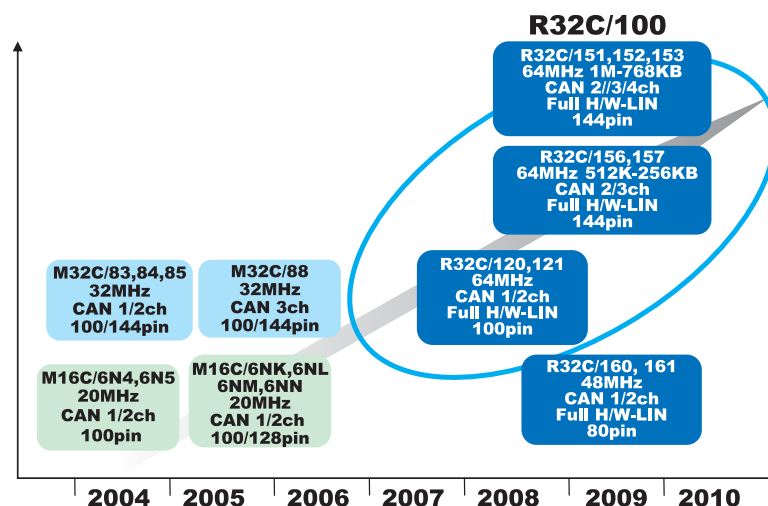 R32C/100
R32C/151,152,153
64MHz 1M-768KB
CAN 2//3/4ch
Full H/W-LIN
144pin
R32C/156,157
64MHz 512K-256KB
CAN 2/3ch
Full H/W-LIN
144pin
M32C/83,84,85
32MHz
CAN 1/2ch
100/144pin
M32C/88
32MHz
CAN 3ch
100/144pin
R32C/120,121
64MHz
CAN 1/2ch
Full H/W-LIN
100pin
M16C/6N4,6N5
20MHz
CAN 1/2ch
100pin
M16C/6NK,6NL
6NM,6NN
20MHz
CAN 1/2ch
100/128pin
R32C/160, 161
48MHz
CAN 1/2ch
Full H/W-LIN
80pin
2004 2005 2006 2007 2008 2009 2010